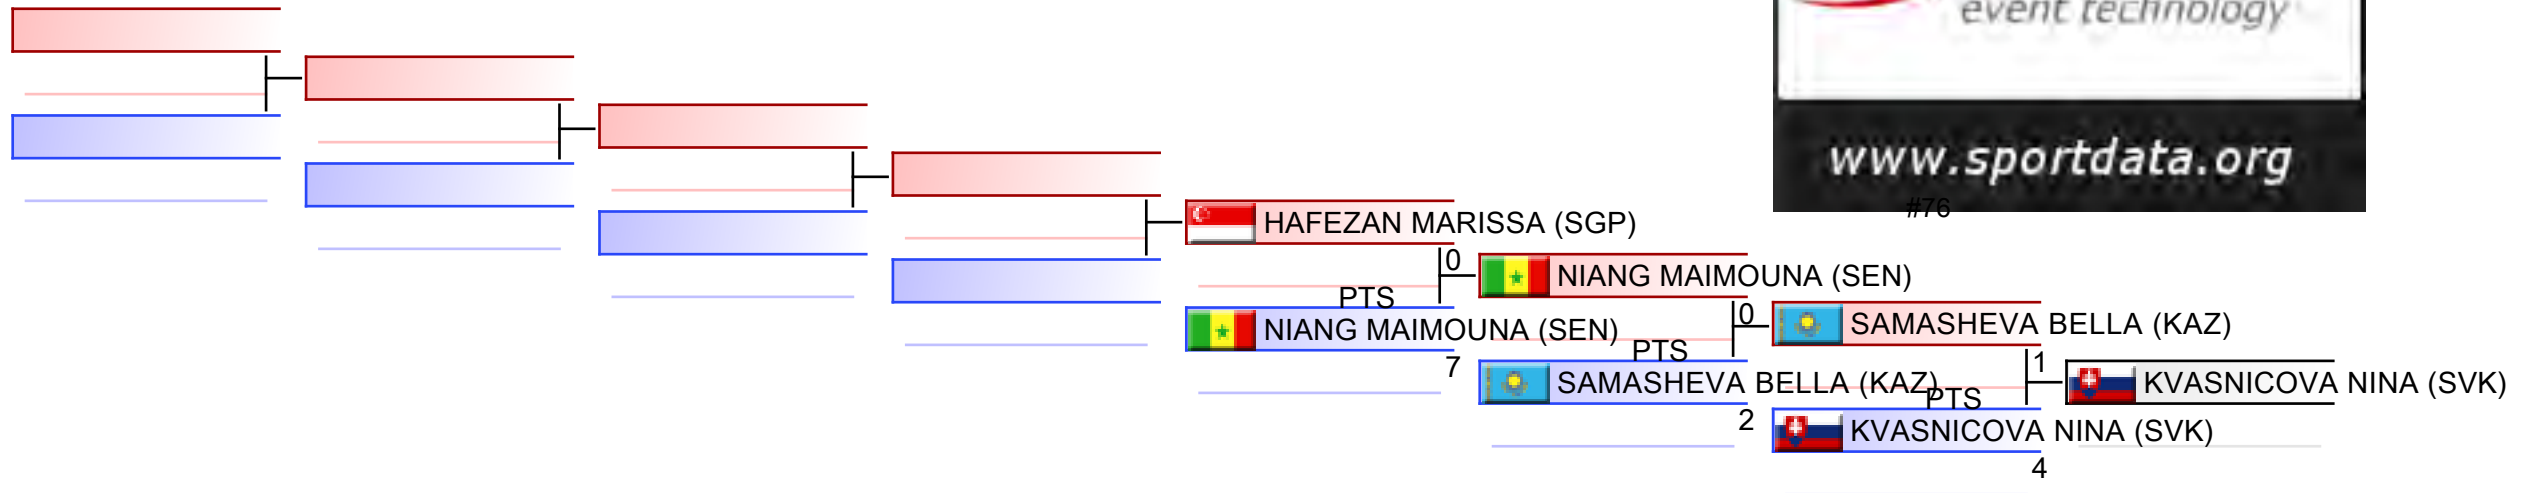 event technology
www.sportdata.org
#76
HAFEZAN MARISSA (SGP)
0
NIANG MAIMOUNA (SEN)
PTS
NIANG MAIMOUNA (SEN)
7
0
SAMASHEVA BELLA (KAZ)
PTS
SAMASHEVA BELLA (KAZ)
2
1
KVASNICOVA NINA (SVK)
PTS
KVASNICOVA NINA (SVK)
4